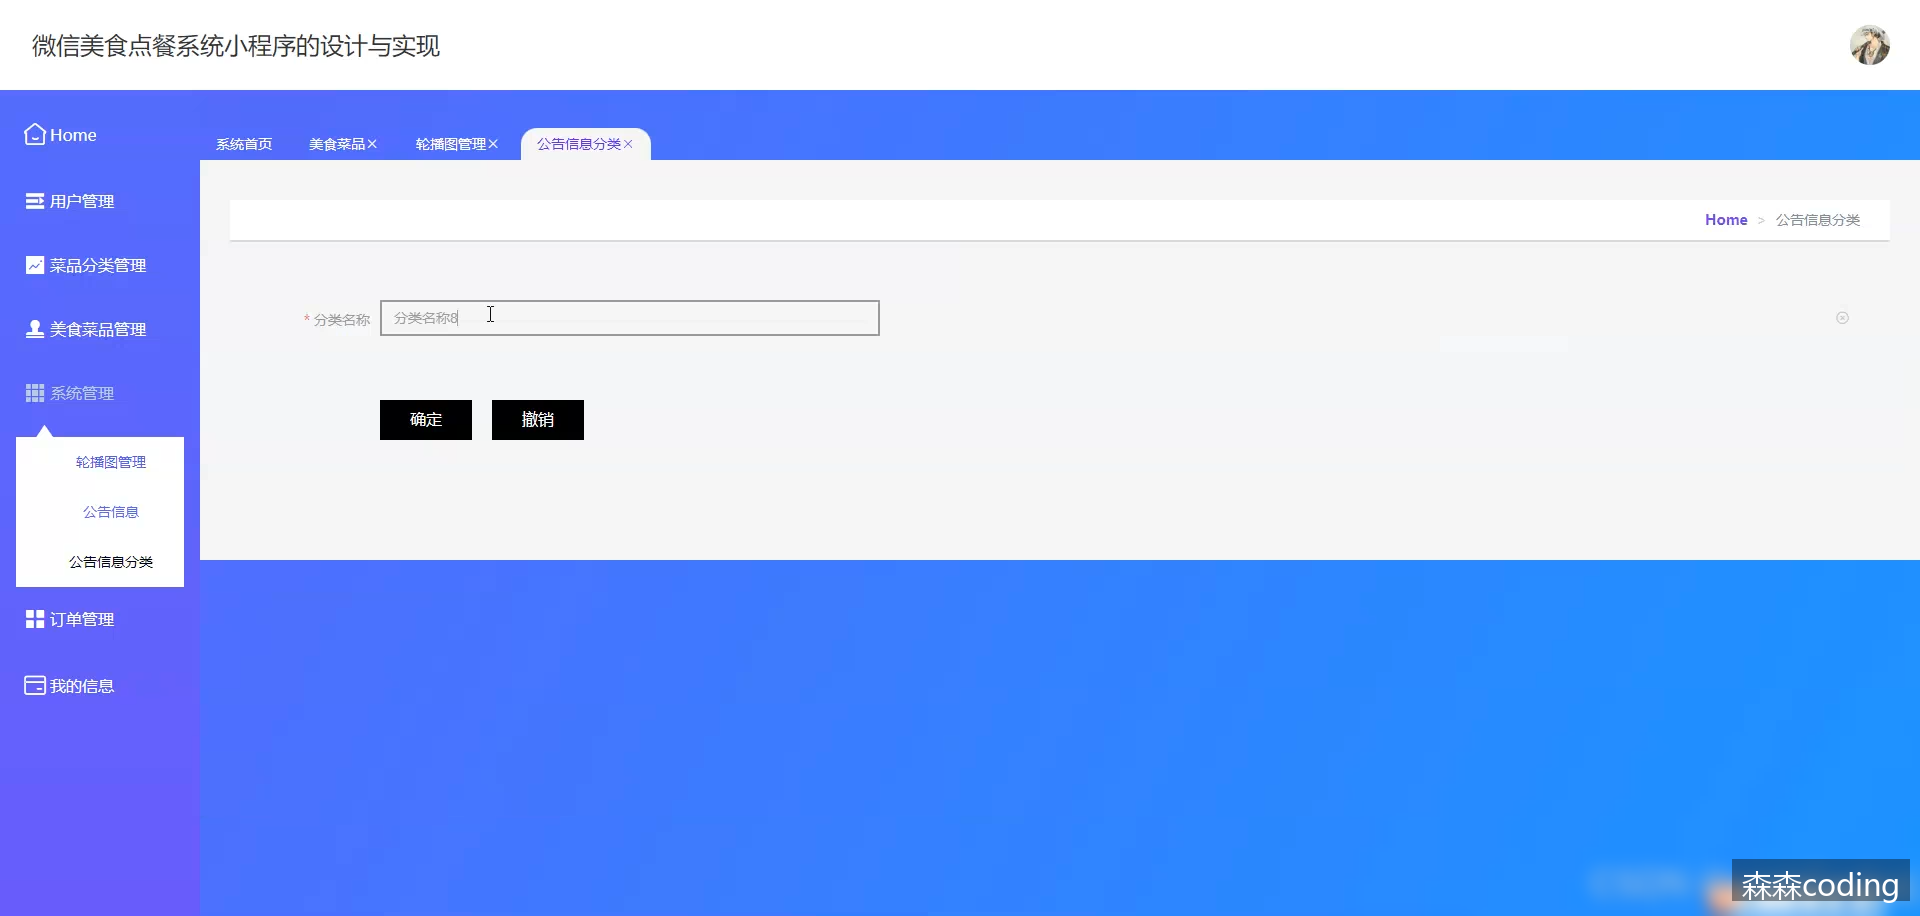 微信美食点餐系统小程序的设计与实现
Home
系统首页 美食菜品 轮播图管理 公告信息分类
用户管理
Home > 公告信息分类
菜品分类管理
* 分类名称 分类名称8
美食菜品管理
系统管理
确定 撤销
轮播图管理
公告信息
公告信息分类
订单管理
我的信息
森森coding